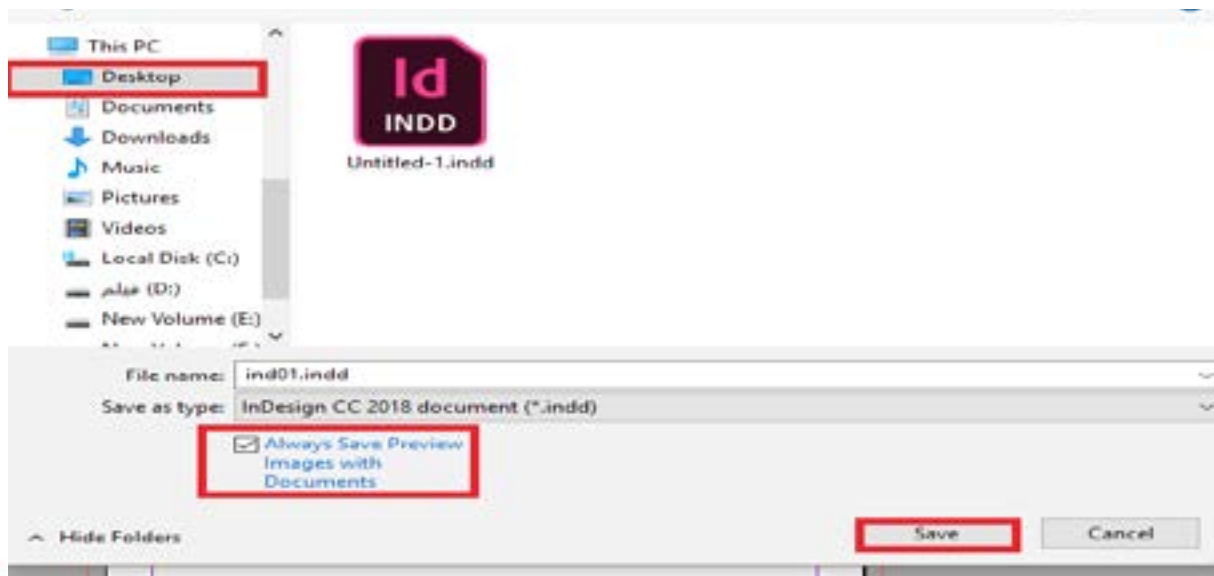 This PC
Desktop
Documents
Downloads
Music
Pictures
Videos
Local Disk (C:)
فیلم (D:)
New Volume (E:)
Id
INDD
Untitled-1.indd
File name: ind01.indd
Save as type: InDesign CC 2018 document (*.indd)
Always Save Preview
Images with
Documents
Hide Folders
Save
Cancel